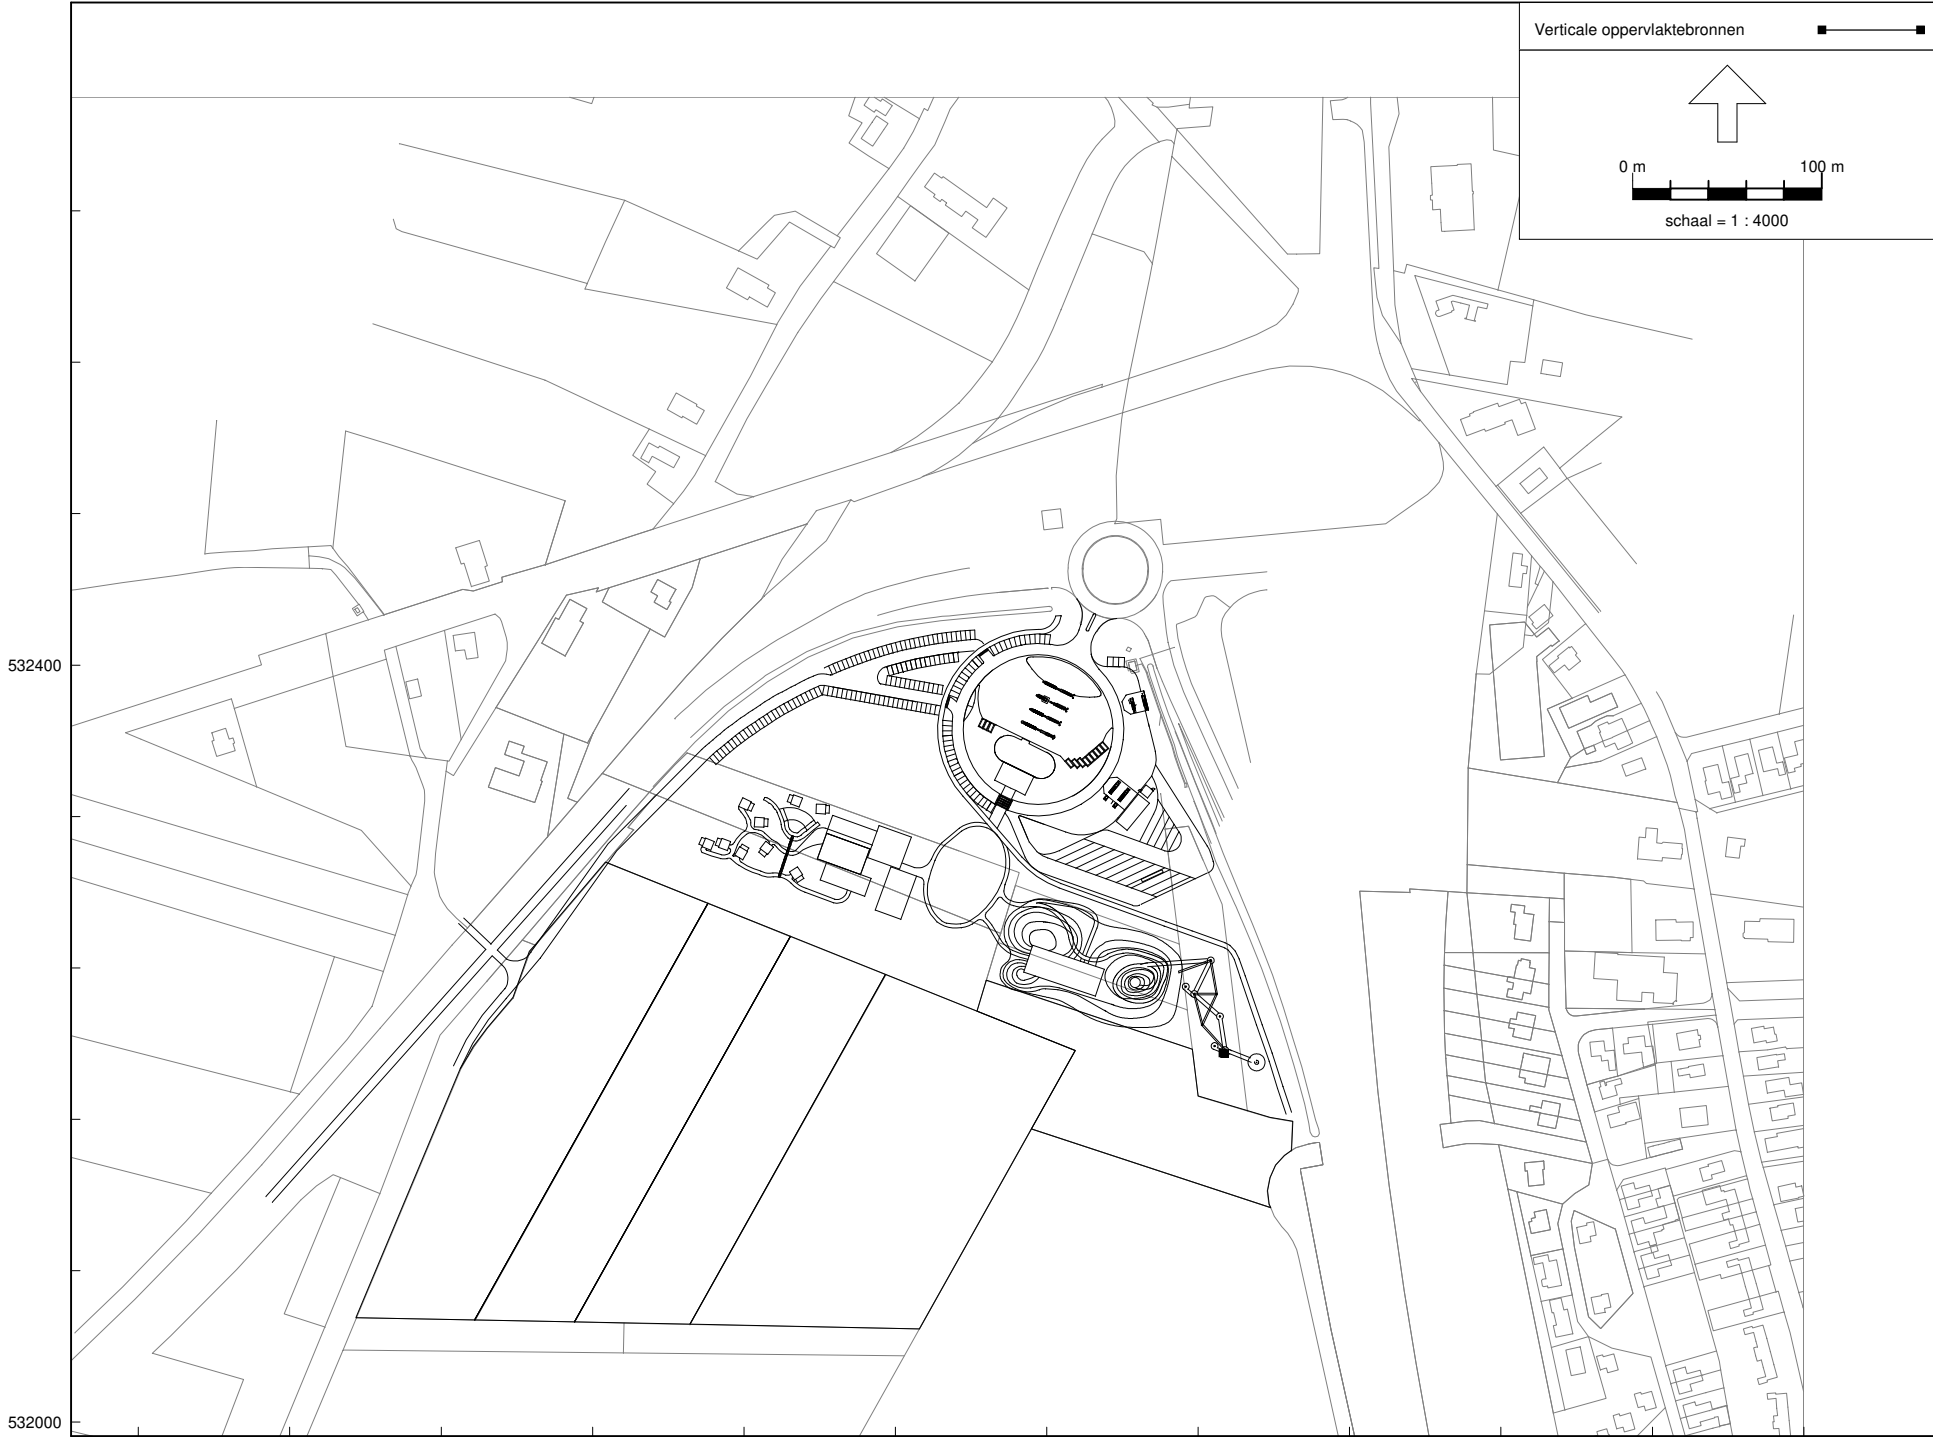 Verticale oppervlaktebronnen
0 m 100 m
schaal = 1 : 4000
532400
532000